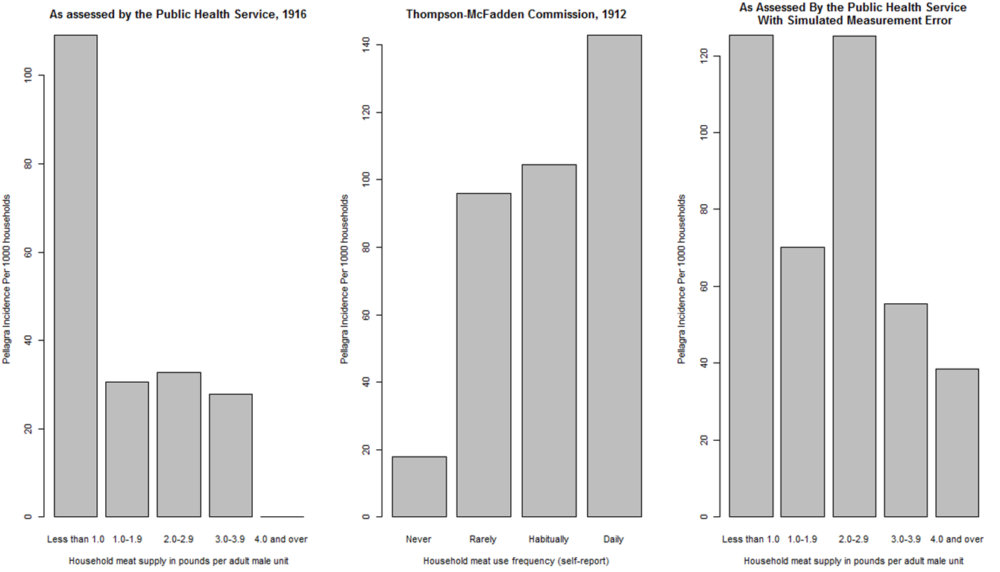 As assessed by the Public Health Service, 1916
Pellagra Incidence Per 1000 households
100
80
60
40
20
0
Less than 1.0 1.0-1.9 2.0-2.9 3.0-3.9 4.0 and over
Household meat supply in pounds per adult male unit
Thompson-McFadden Commission, 1912
Pellagra Incidence Per 1000 households
140
120
100
80
60
40
20
0
Never Rarely Habitually Daily
Household meat use frequency (self-report)
As Assessed By the Public Health Service
With Simulated Measurement Error
Pellagra Incidence Per 1000 households
120
100
80
60
40
20
0
Less than 1.0 1.0-1.9 2.0-2.9 3.0-3.9 4.0 and over
Household meat supply in pounds per adult male unit